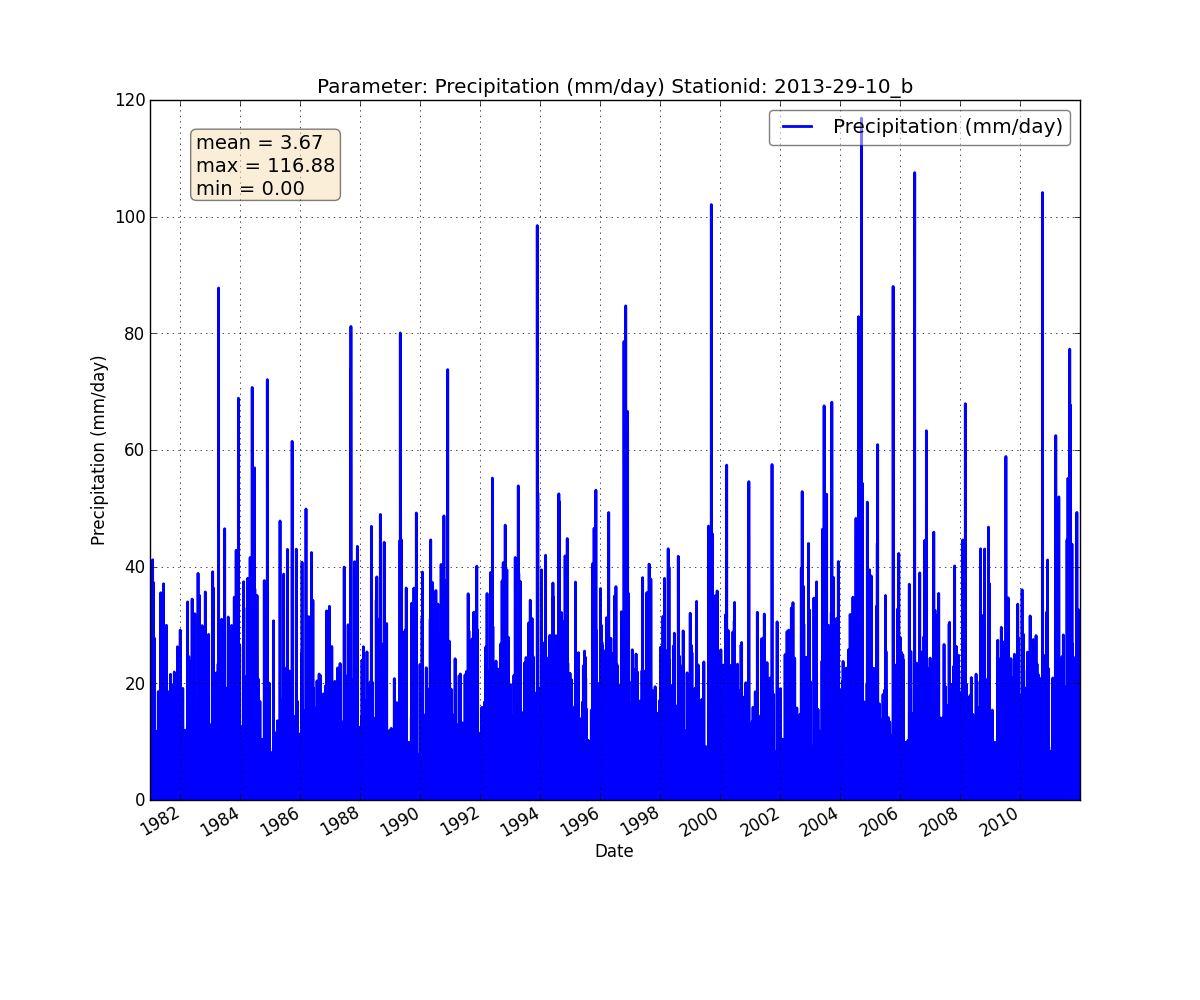 Parameter: Precipitation (mm/day) Stationid: 2013-29-10_b
120
100
80
60
40
20
0
Precipitation (mm/day)
mean = 3.67
max = 116.88
min = 0.00
Precipitation (mm/day)
1982 1984 1986 1988 1990 1992 1994 1996 1998 2000 2002 2004 2006 2008 2010
Date